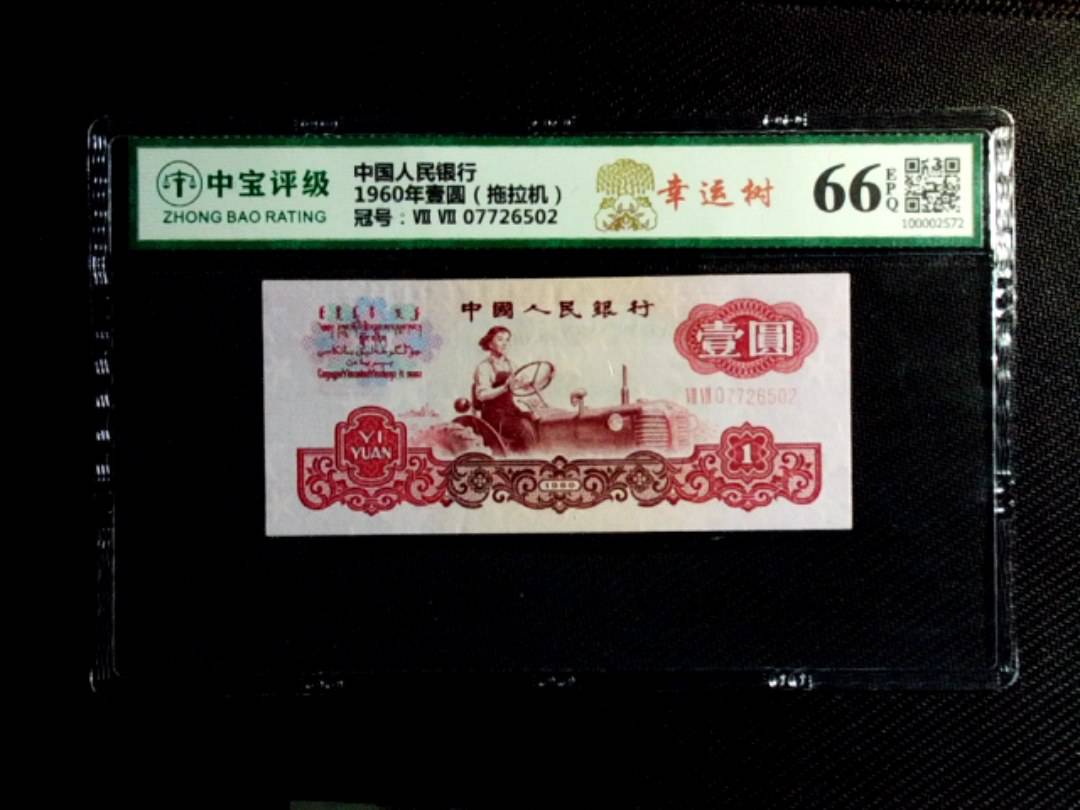 中宝评级
ZHONG BAO RATING
中国人民银行
1960年壹圆（拖拉机）
冠号：Ⅶ Ⅶ 07726502
幸运树
66
EPQ
100002572
中國人民銀行
壹圓
Ⅶ Ⅶ 07726502
YI
YUAN
1960
1